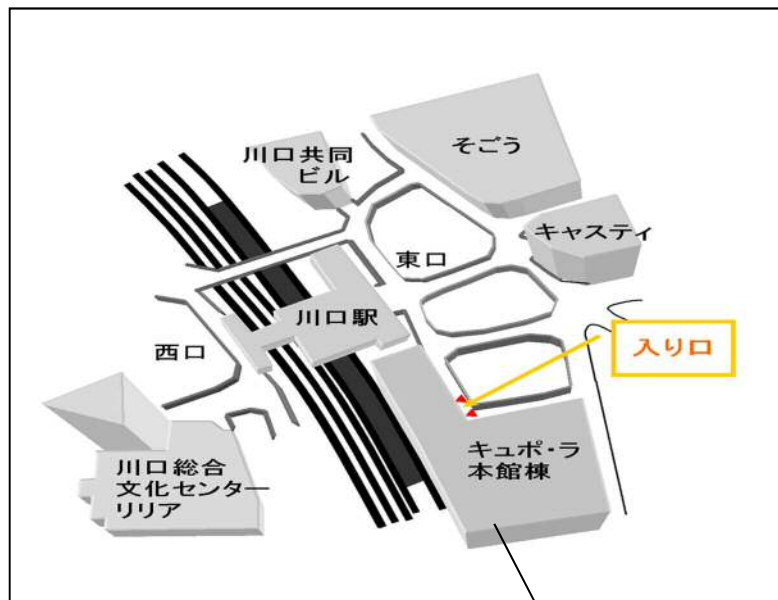 そごう
川口共同
ビル
キャスティ
東口
川口駅
西口
入り口
キュポ・ラ
本館棟
川口総合
文化センター
リリア